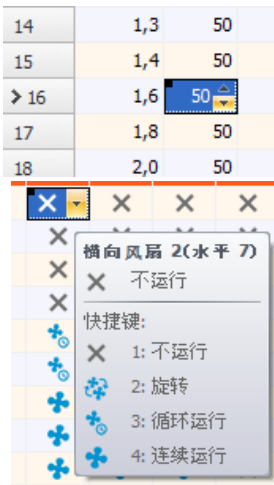 14 1,3 50
15 1,4 50
16 1,6 50
17 1,8 50
18 2,0 50
横向风扇 2(水平 7)
不运行
快捷键:
1: 不运行
2: 旋转
3: 循环运行
4: 连续运行